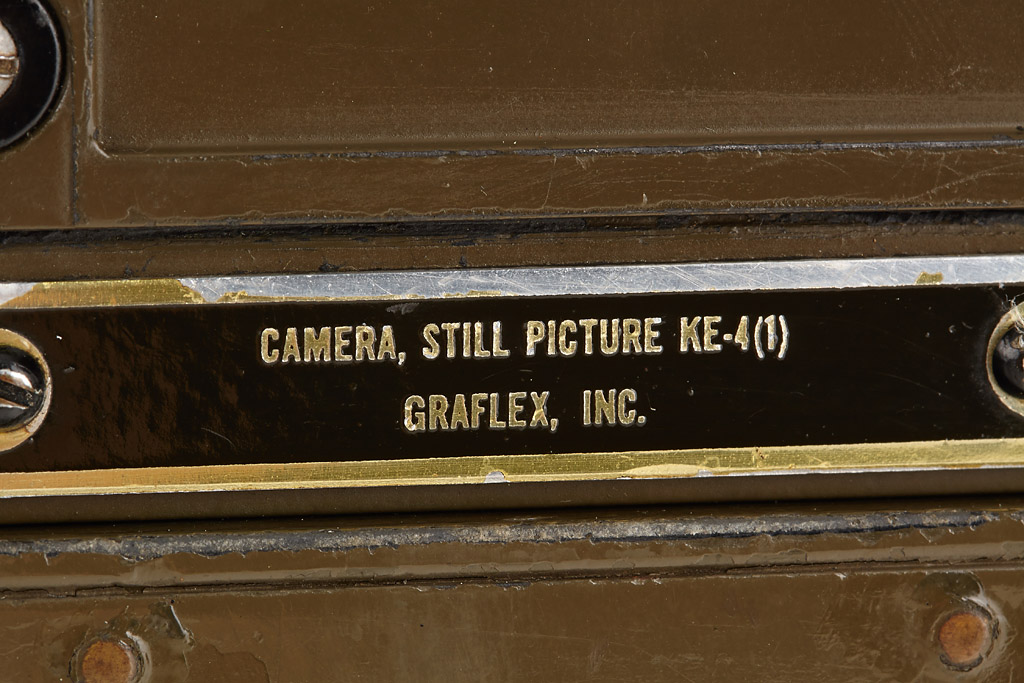 CAMERA, STILL PICTURE KE-4(1)
GRAFLEX, INC.